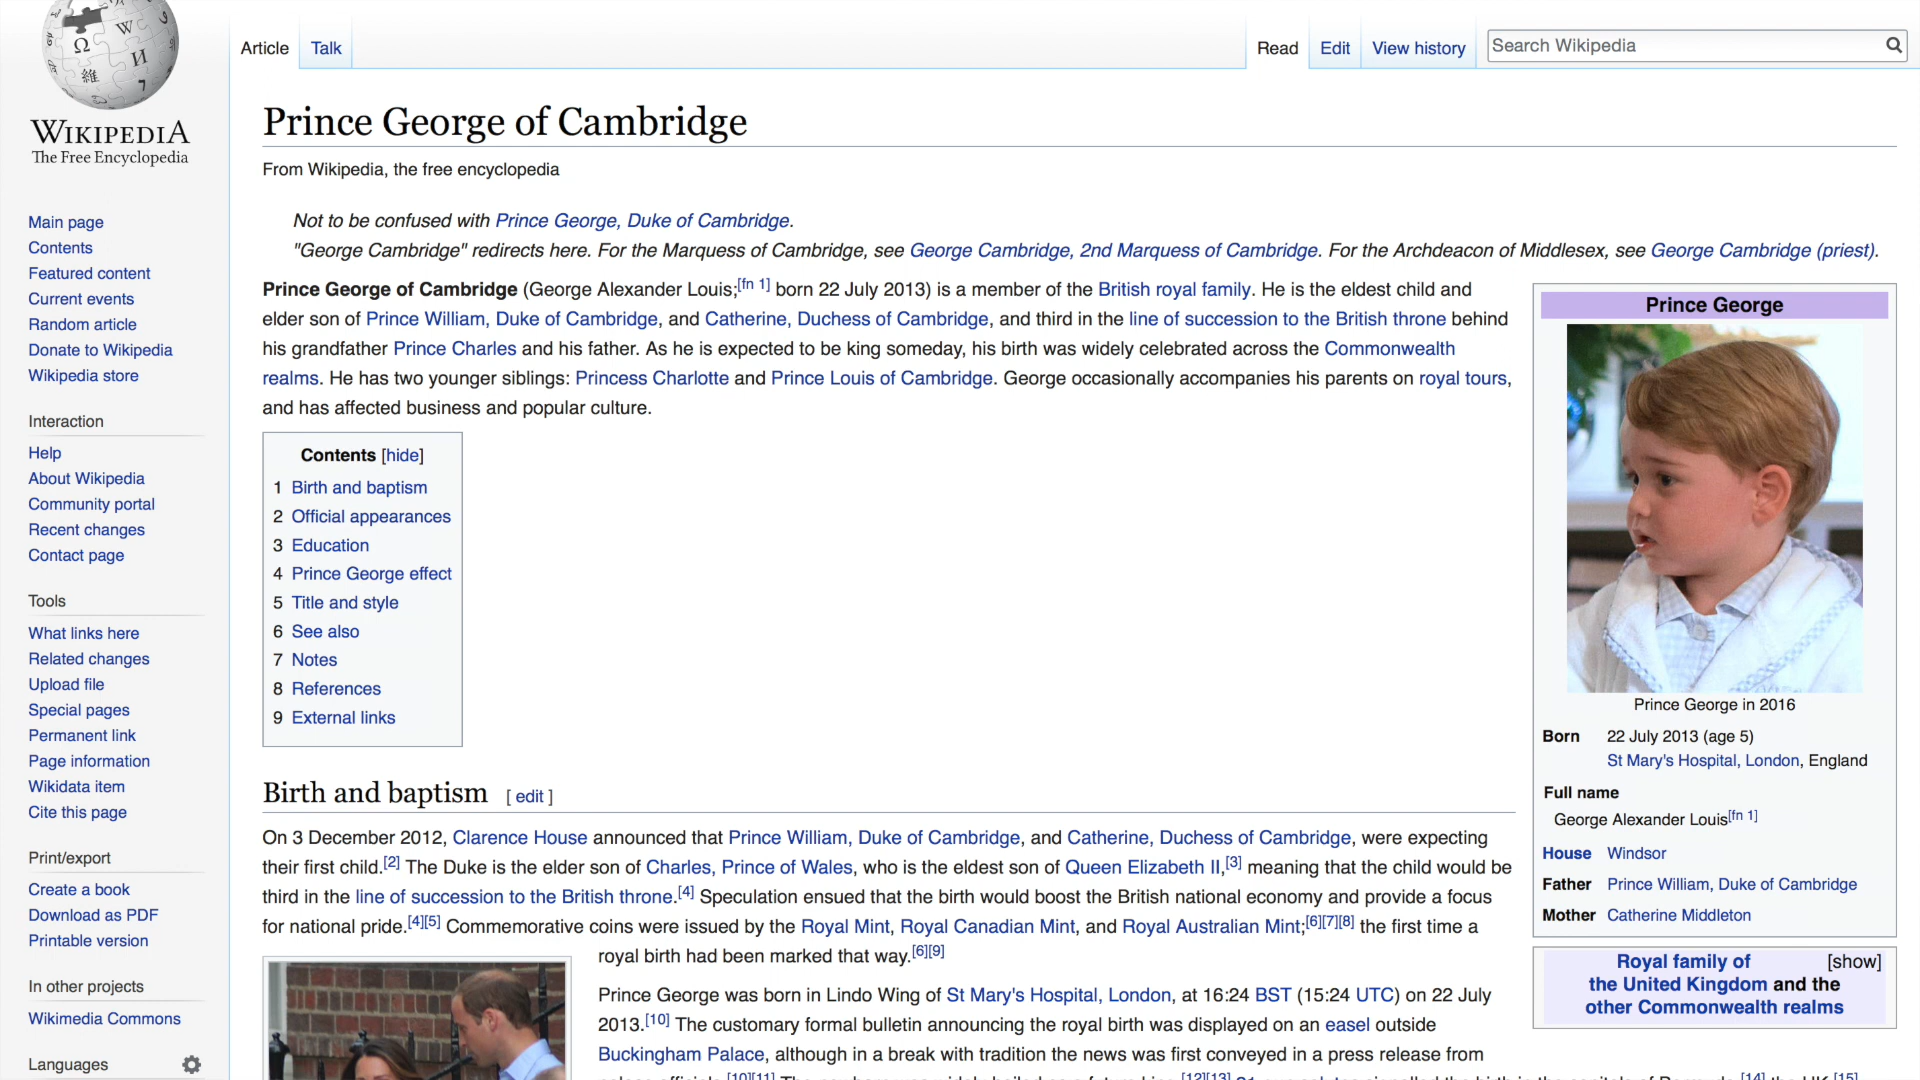 WIKIPEDIA
The Free Encyclopedia
Main page
Contents
Featured content
Current events
Random article
Donate to Wikipedia
Wikipedia store
Interaction
Help
About Wikipedia
Community portal
Recent changes
Contact page
Tools
What links here
Related changes
Upload file
Special pages
Permanent link
Page information
Wikidata item
Cite this page
Print/export
Create a book
Download as PDF
Printable version
In other projects
Wikimedia Commons
Languages
Article Talk
Read Edit View history Search Wikipedia
Prince George of Cambridge
From Wikipedia, the free encyclopedia
Not to be confused with Prince George, Duke of Cambridge.
"George Cambridge" redirects here. For the Marquess of Cambridge, see George Cambridge, 2nd Marquess of Cambridge. For the Archdeacon of Middlesex, see George Cambridge (priest).
Prince George of Cambridge (George Alexander Louis;[fn 1] born 22 July 2013) is a member of the British royal family. He is the eldest child and
elder son of Prince William, Duke of Cambridge, and Catherine, Duchess of Cambridge, and third in the line of succession to the British throne behind
his grandfather Prince Charles and his father. As he is expected to be king someday, his birth was widely celebrated across the Commonwealth
realms. He has two younger siblings: Princess Charlotte and Prince Louis of Cambridge. George occasionally accompanies his parents on royal tours,
and has affected business and popular culture.
Contents [hide]
1 Birth and baptism
2 Official appearances
3 Education
4 Prince George effect
5 Title and style
6 See also
7 Notes
8 References
9 External links
Birth and baptism [ edit ]
On 3 December 2012, Clarence House announced that Prince William, Duke of Cambridge, and Catherine, Duchess of Cambridge, were expecting
their first child.[2] The Duke is the elder son of Charles, Prince of Wales, who is the eldest son of Queen Elizabeth II,[3] meaning that the child would be
third in the line of succession to the British throne.[4] Speculation ensued that the birth would boost the British national economy and provide a focus
for national pride.[4][5] Commemorative coins were issued by the Royal Mint, Royal Canadian Mint, and Royal Australian Mint;[6][7][8] the first time a
royal birth had been marked that way.[6][9]
Prince George was born in Lindo Wing of St Mary's Hospital, London, at 16:24 BST (15:24 UTC) on 22 July
2013.[10] The customary formal bulletin announcing the royal birth was displayed on an easel outside
Buckingham Palace, although in a break with tradition the news was first conveyed in a press release from
Prince George
Prince George in 2016
Born 22 July 2013 (age 5)
St Mary's Hospital, London, England
Full name
George Alexander Louis[fn 1]
House Windsor
Father Prince William, Duke of Cambridge
Mother Catherine Middleton
Royal family of [show]
the United Kingdom and the
other Commonwealth realms